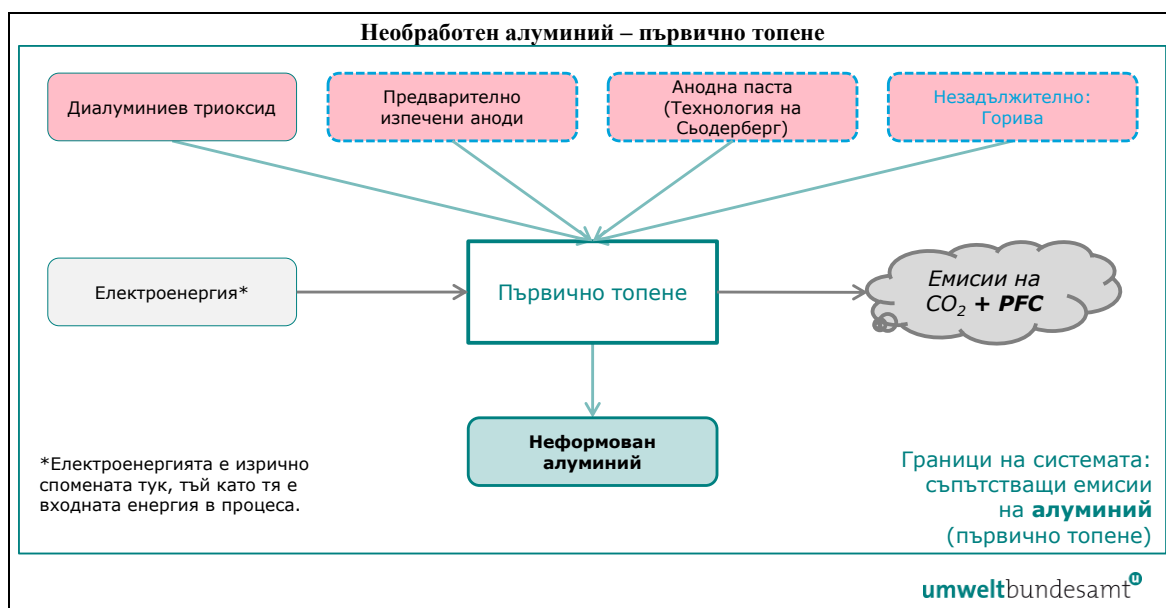 Необработен алуминий – първично топене
Диалуминиев триоксид
Предварително
изпечени аноди
Анодна паста
(Технология на
Сьодерберг)
Незадължително:
Горива
Електроенергия*
Първично топене
Емисии на
CO₂ + PFC
Неформован
алуминий
*Електроенергията е изрично
спомената тук, тъй като тя е
входната енергия в процеса.
Граници на системата:
съпътстващи емисии
на алуминий
(първично топене)
umweltbundesamt